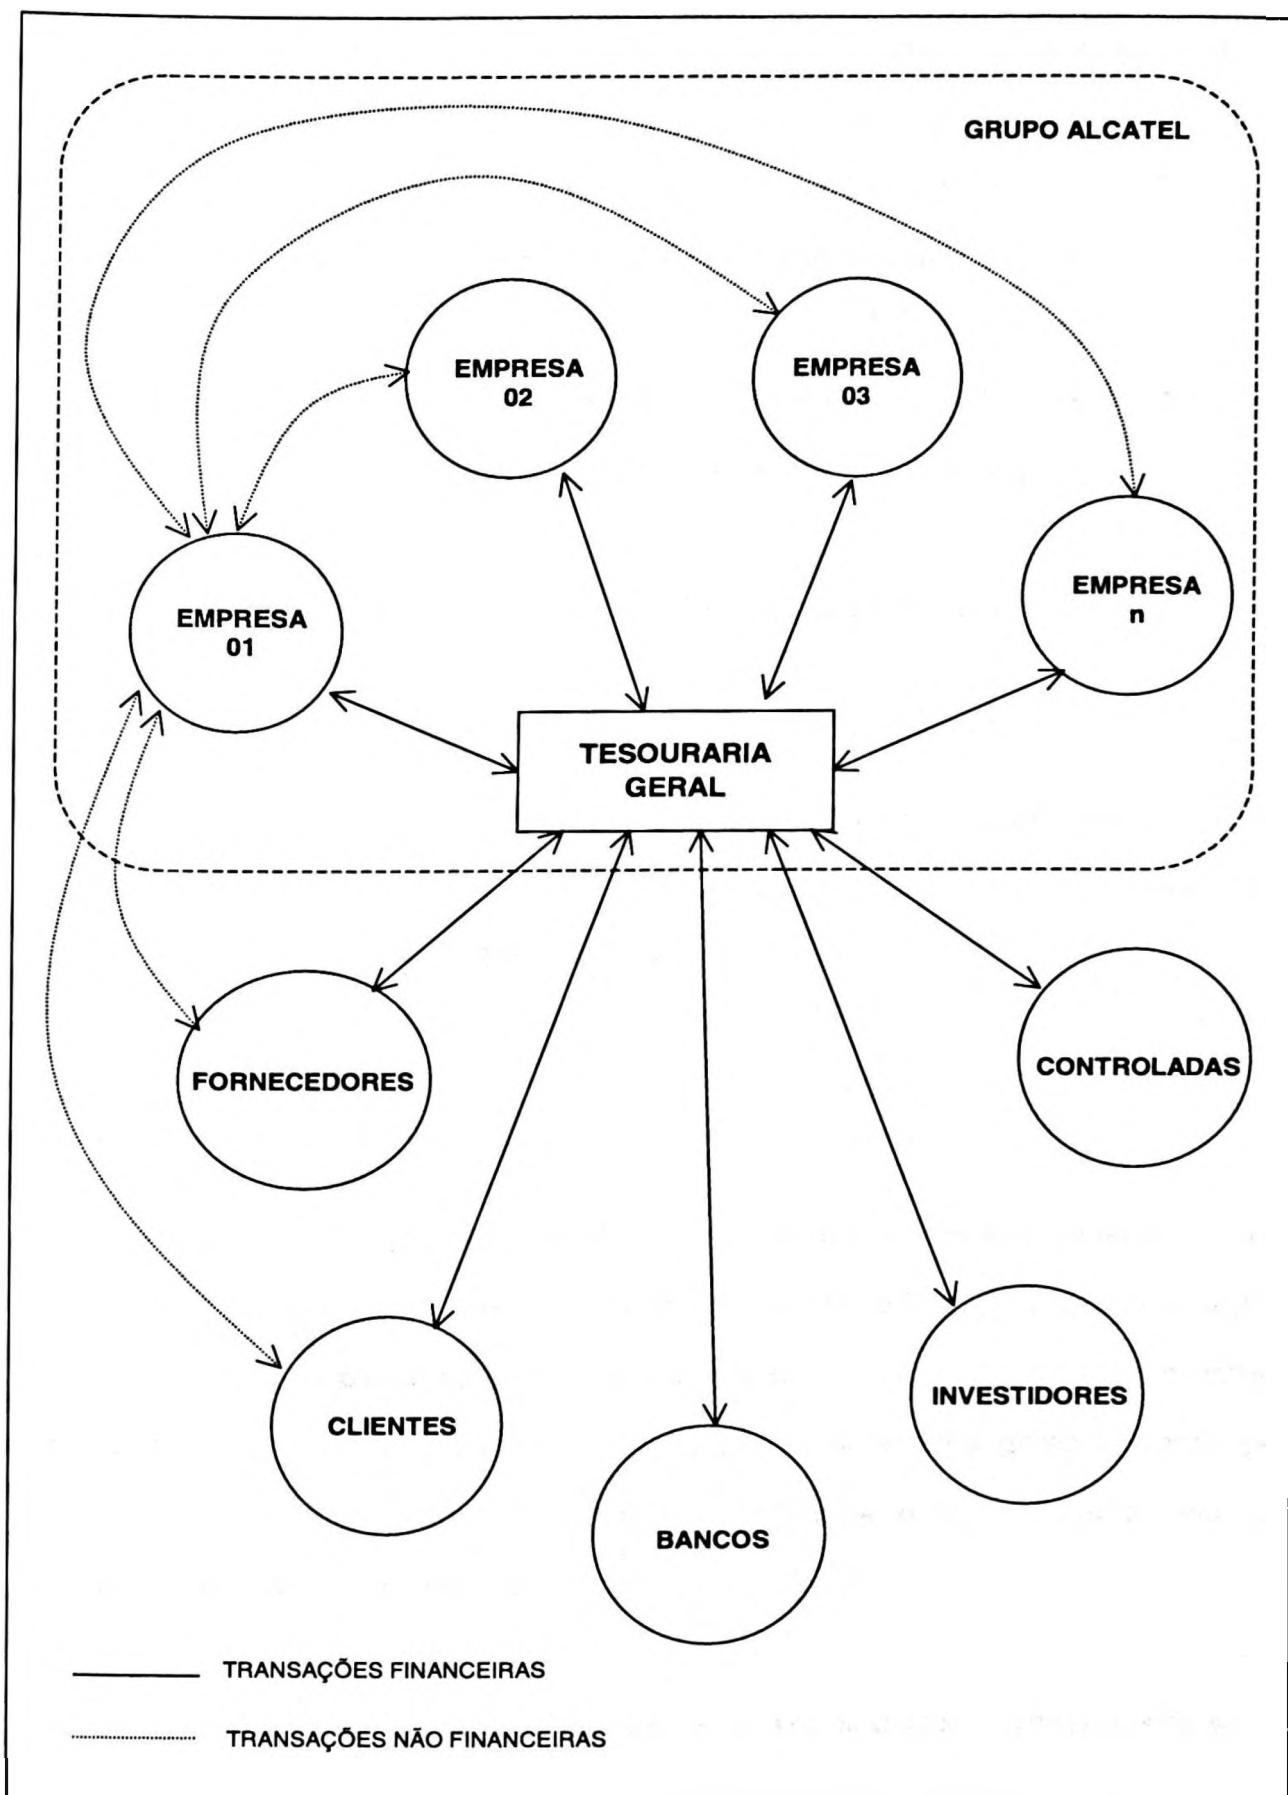 GRUPO ALCATEL
EMPRESA
02
EMPRESA
03
EMPRESA
n
EMPRESA
01
TESOURARIA
GERAL
FORNECEDORES
CONTROLADAS
CLIENTES
INVESTIDORES
BANCOS
TRANSAÇÕES FINANCEIRAS
TRANSAÇÕES NÃO FINANCEIRAS